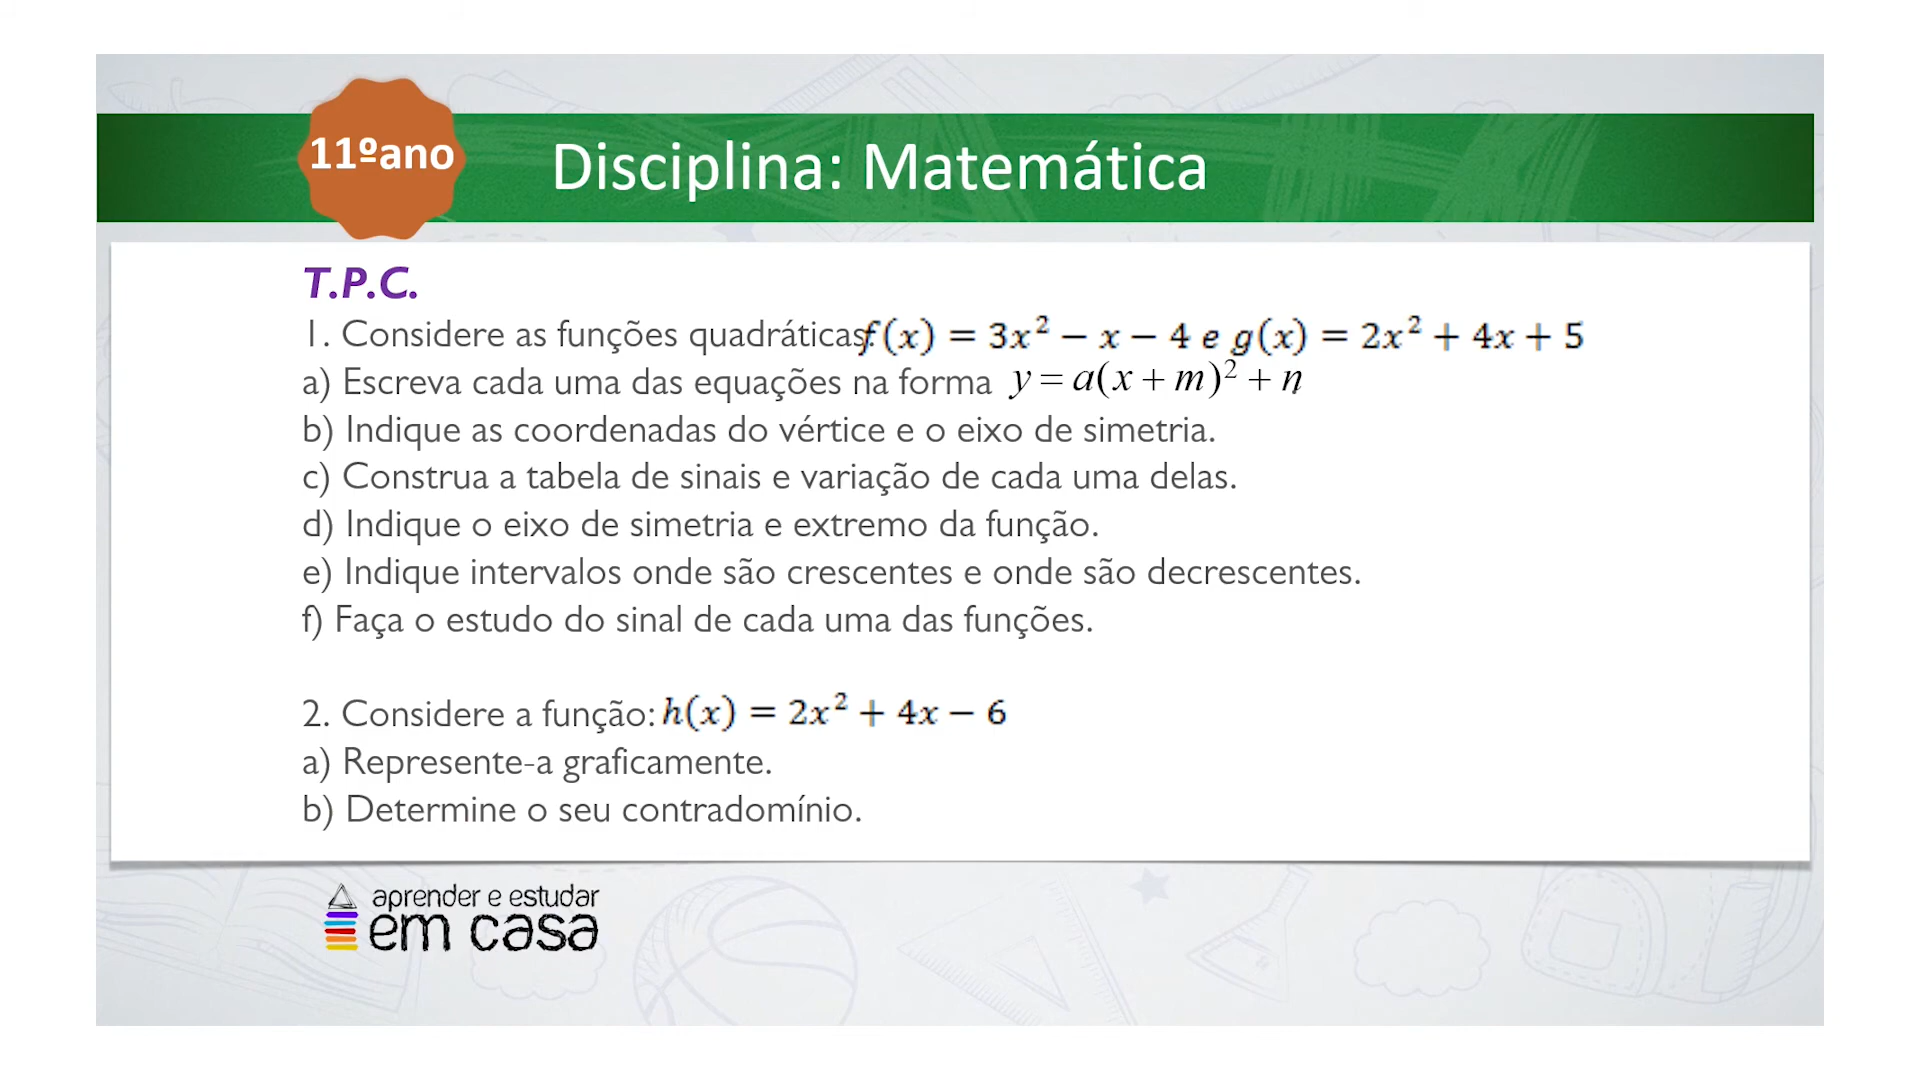 11ºano
Disciplina: Matemática
T.P.C.
1. Considere as funções quadráticas: f(x) = 3x² − x − 4 e g(x) = 2x² + 4x + 5
a) Escreva cada uma das equações na forma y = a(x + m)² + n
b) Indique as coordenadas do vértice e o eixo de simetria.
c) Construa a tabela de sinais e variação de cada uma delas.
d) Indique o eixo de simetria e extremo da função.
e) Indique intervalos onde são crescentes e onde são decrescentes.
f) Faça o estudo do sinal de cada uma das funções.
2. Considere a função: h(x) = 2x² + 4x − 6
a) Represente-a graficamente.
b) Determine o seu contradomínio.
aprender e estudar
em casa